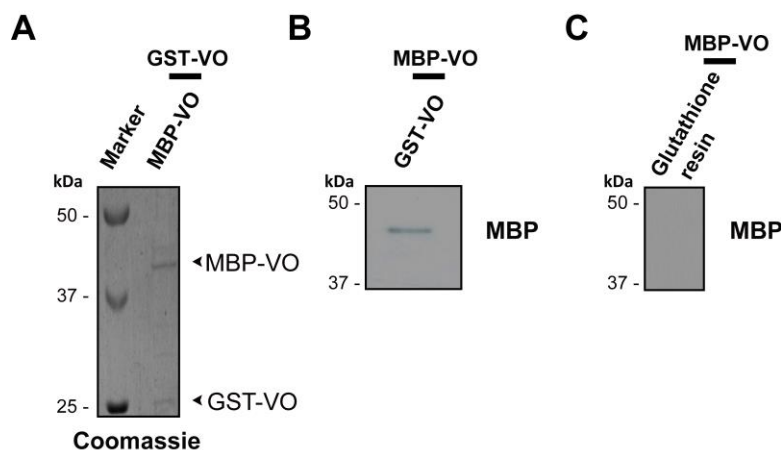 A
GST-VO
Marker
MBP-VO
kDa
50 -
37 -
25 -
MBP-VO
GST-VO
Coomassie
B
MBP-VO
GST-VO
kDa
50 -
37 -
MBP
C
MBP-VO
Glutathione
resin
kDa
50 -
37 -
MBP